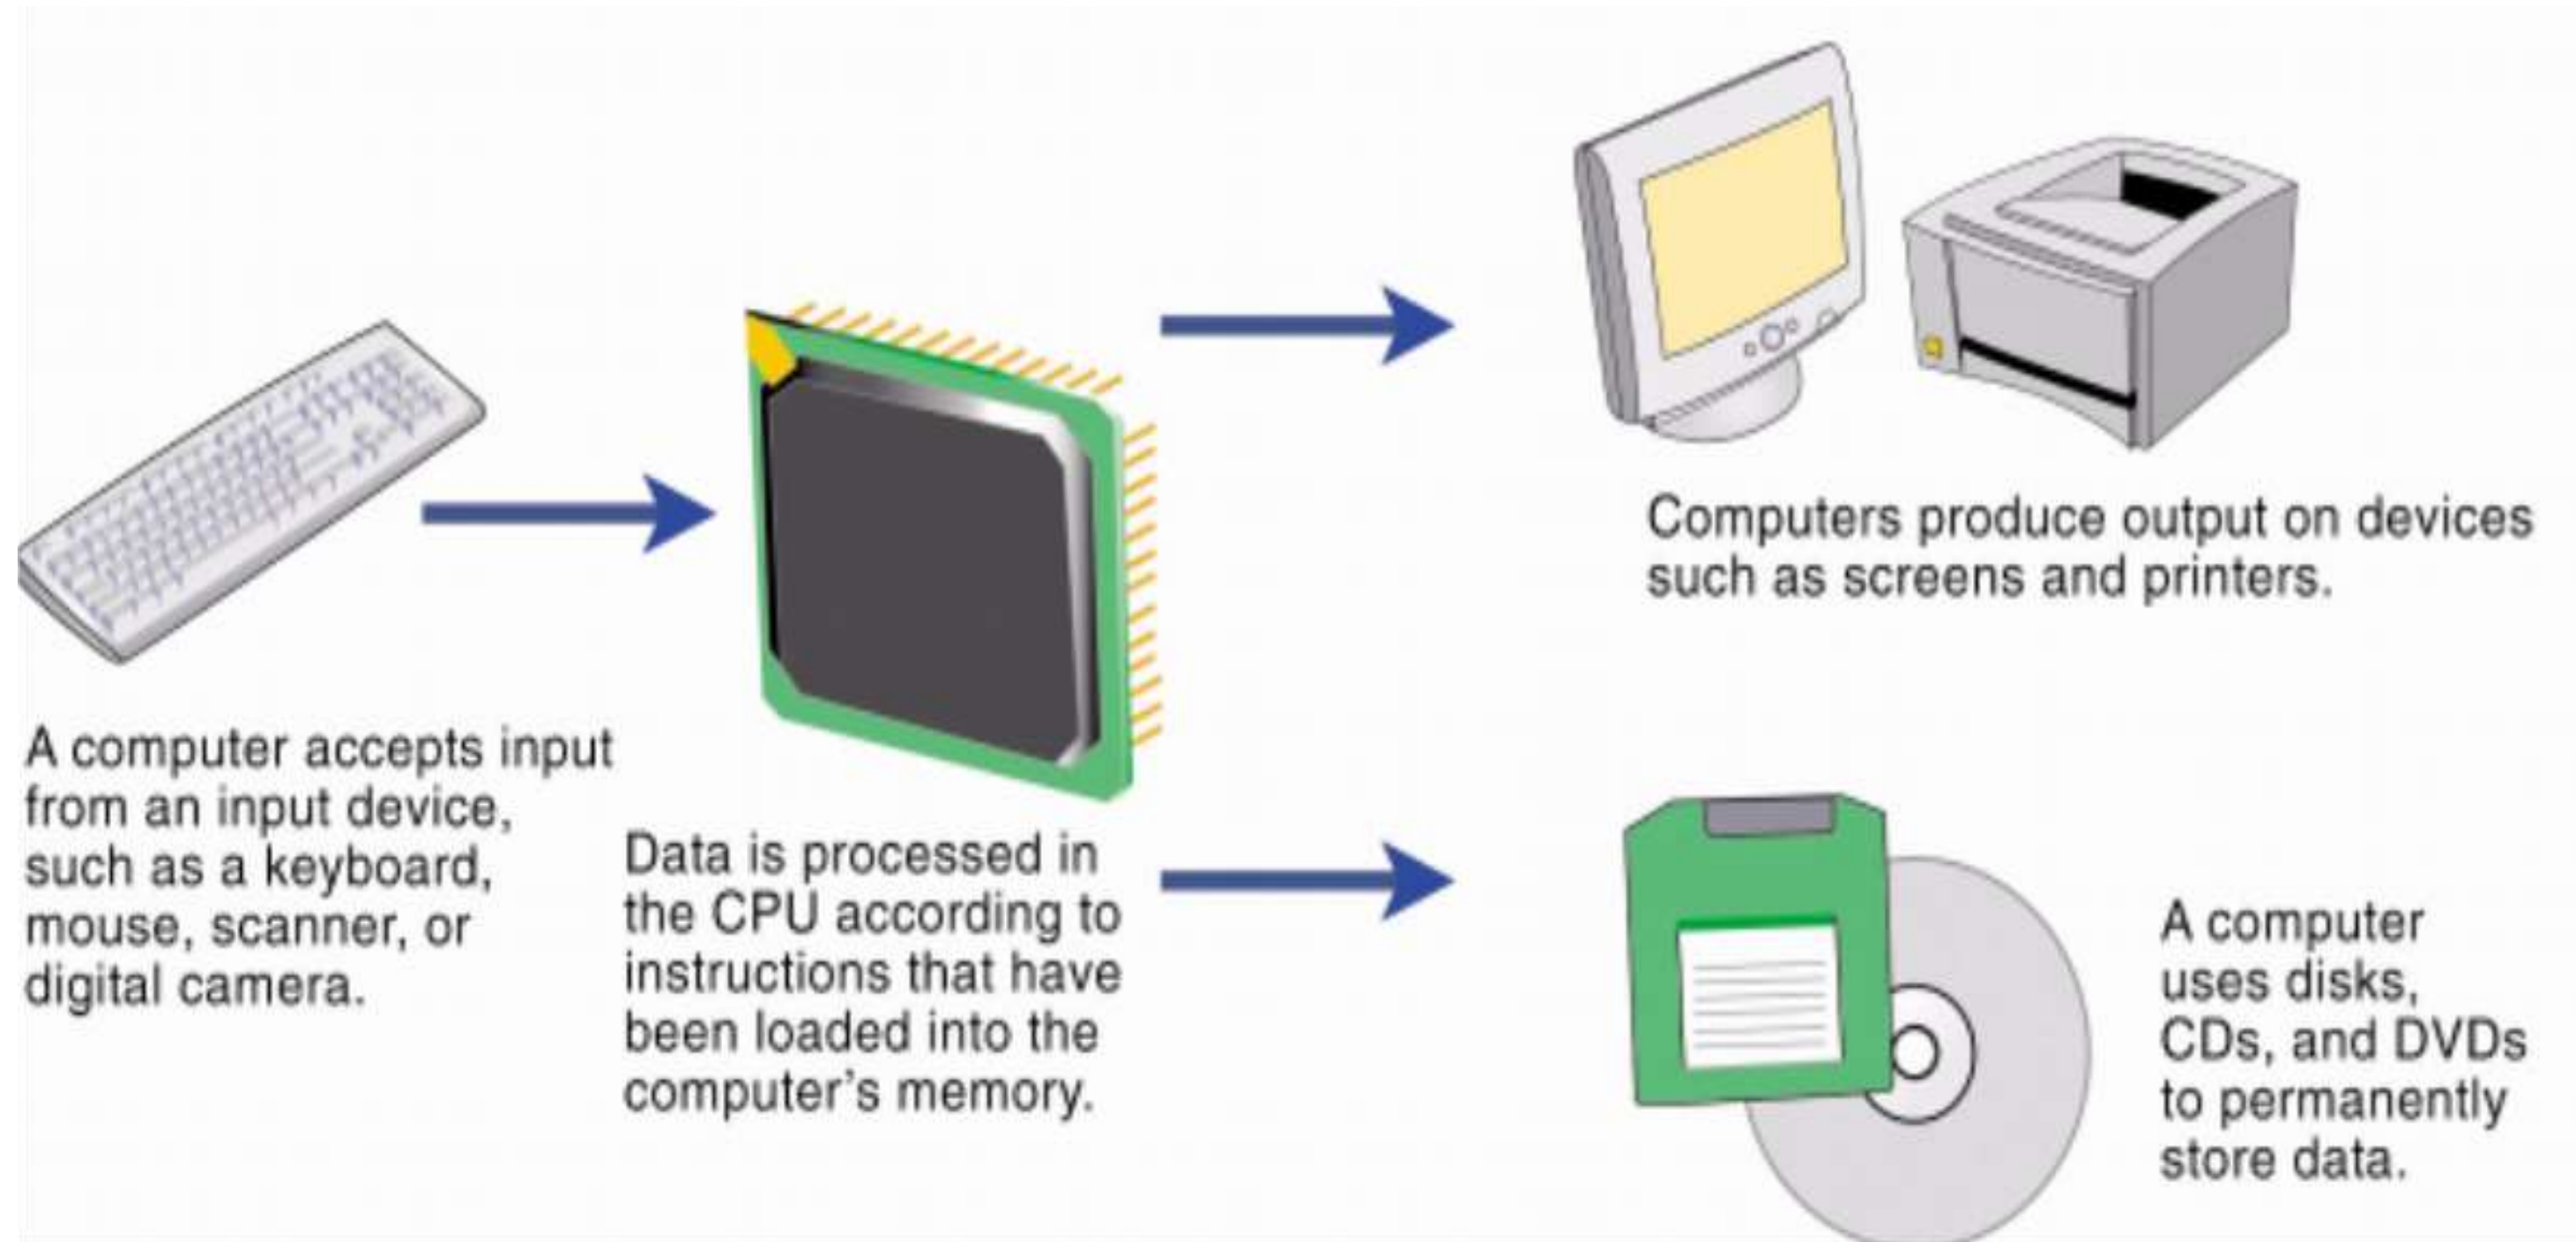 A computer accepts input
from an input device,
such as a keyboard,
mouse, scanner, or
digital camera.
Data is processed in
the CPU according to
instructions that have
been loaded into the
computer's memory.
Computers produce output on devices
such as screens and printers.
A computer
uses disks,
CDs, and DVDs
to permanently
store data.